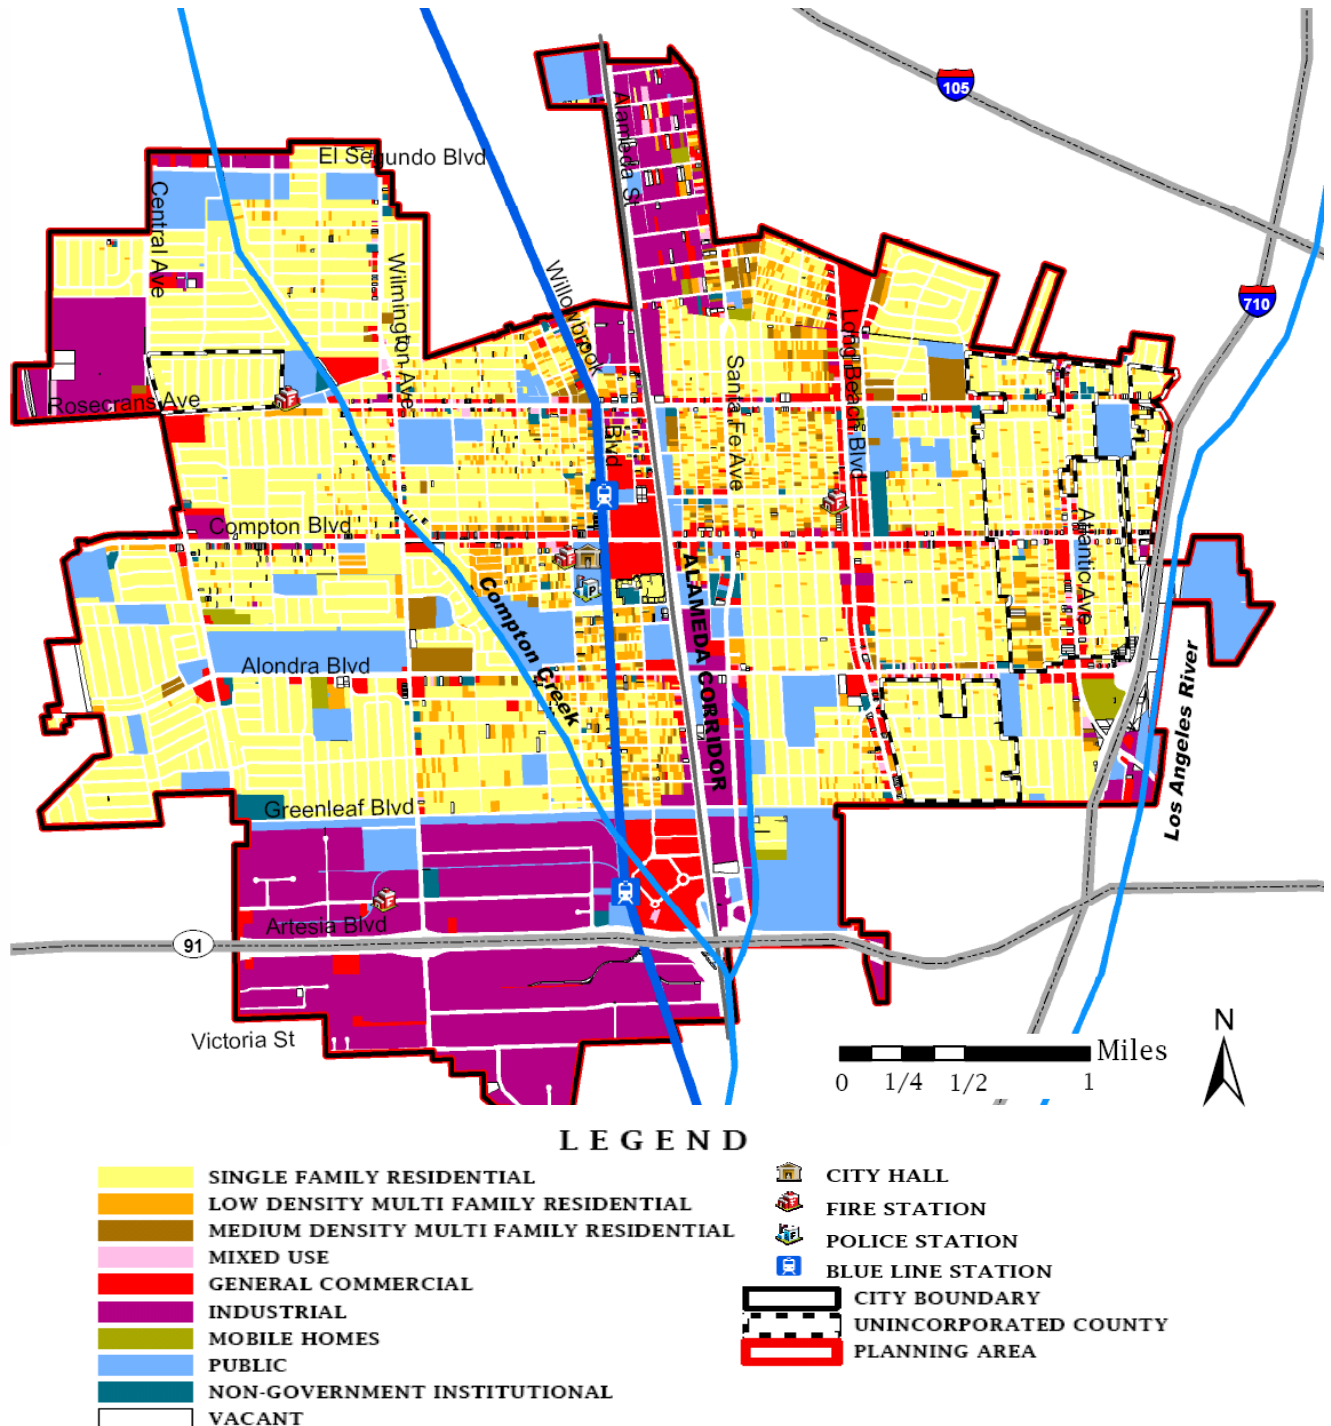 105
Alameda St
El Segundo Blvd
Central Ave
Wilmington Ave
Willowbrook
Blvd
710
Long Beach Blvd
Santa Fe Ave
Rosecrans Ave
Compton Blvd
Atlantic Ave
ALAMEDA CORRIDOR
Compton Creek
Alondra Blvd
Los Angeles River
Greenleaf Blvd
Artesia Blvd
91
Victoria St
N
Miles
0 1/4 1/2 1
LEGEND
SINGLE FAMILY RESIDENTIAL
LOW DENSITY MULTI FAMILY RESIDENTIAL
MEDIUM DENSITY MULTI FAMILY RESIDENTIAL
MIXED USE
GENERAL COMMERCIAL
INDUSTRIAL
MOBILE HOMES
PUBLIC
NON-GOVERNMENT INSTITUTIONAL
VACANT
CITY HALL
FIRE STATION
POLICE STATION
BLUE LINE STATION
CITY BOUNDARY
UNINCORPORATED COUNTY
PLANNING AREA